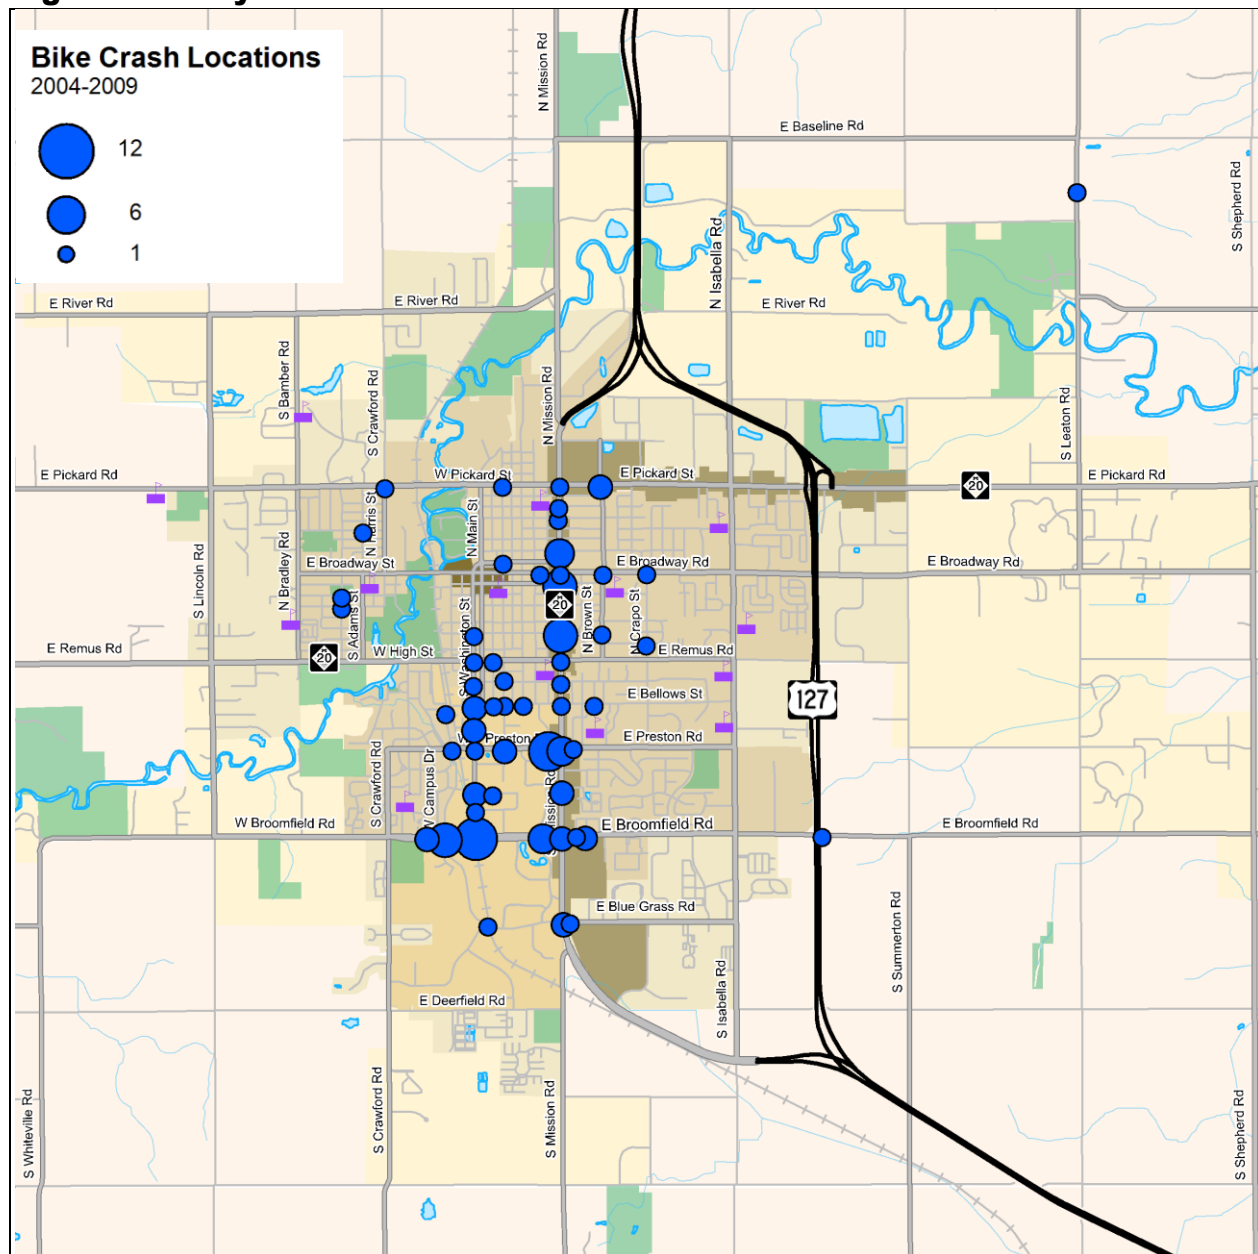 Bike Crash Locations
2004-2009
12
6
1
N Mission Rd
E Baseline Rd
S Shepherd Rd
N Isabella Rd
E River Rd
E River Rd
E River Rd
S Bamber Rd
S Crawford Rd
N Mission Rd
S Leaton Rd
E Pickard Rd
W Pickard St
E Pickard St
20
E Pickard Rd
N Harris St
N Main St
S Lincoln Rd
N Bradley Rd
E Broadway St
E Broadway Rd
E Broadway Rd
S Adams St
S Washington St
20
N Brown St
N Crapo St
E Remus Rd
20
W High St
E Remus Rd
E Bellows St
127
E Preston Rd
S Crawford Rd
W Campus Dr
W Broomfield Rd
E Broomfield Rd
E Broomfield Rd
E Blue Grass Rd
S Summerton Rd
S Isabella Rd
E Deerfield Rd
S Whiteville Rd
S Crawford Rd
S Mission Rd
S Shepherd Rd